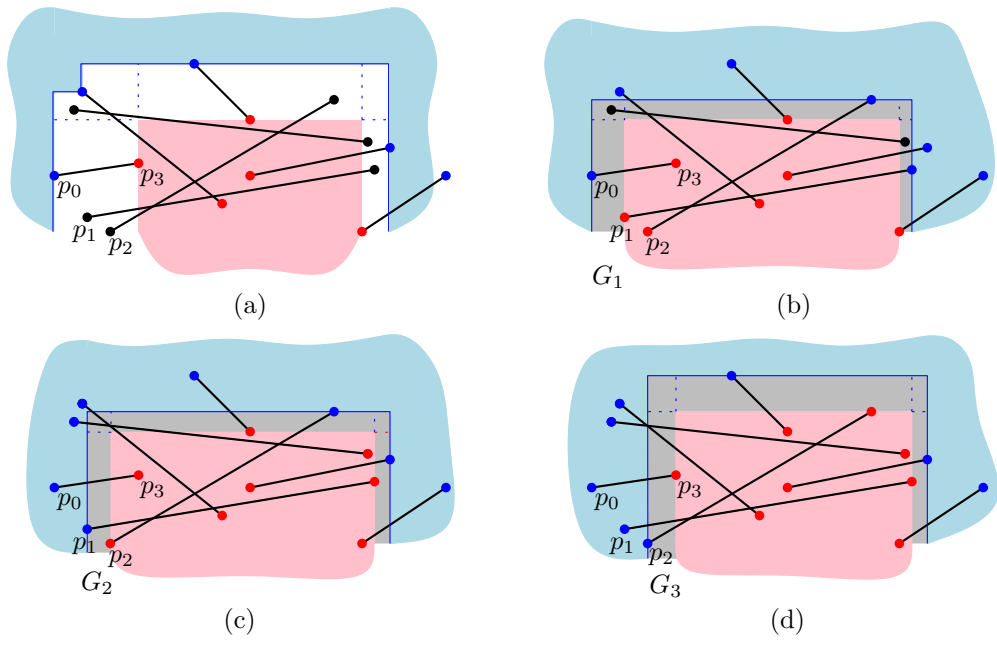 p₀ p₃ p₀ p₃
p₁ p₂ p₁ p₂
G₁
(a) (b)
p₀ p₃ p₀ p₃
p₁ p₂ p₁ p₂
G₂ G₃
(c) (d)